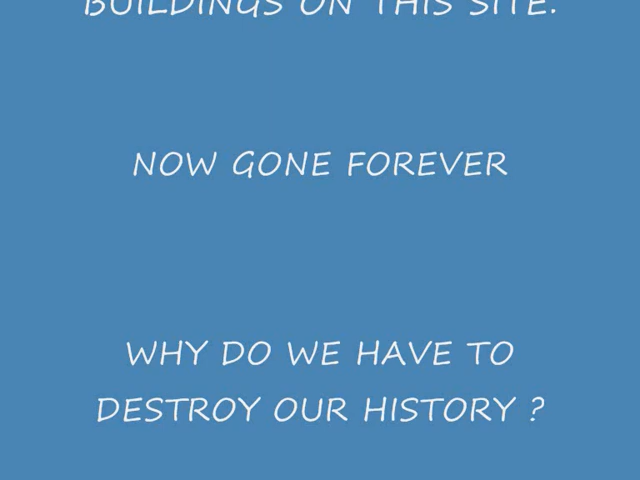 BUILDINGS ON THIS SITE.
NOW GONE FOREVER
WHY DO WE HAVE TO
DESTROY OUR HISTORY ?